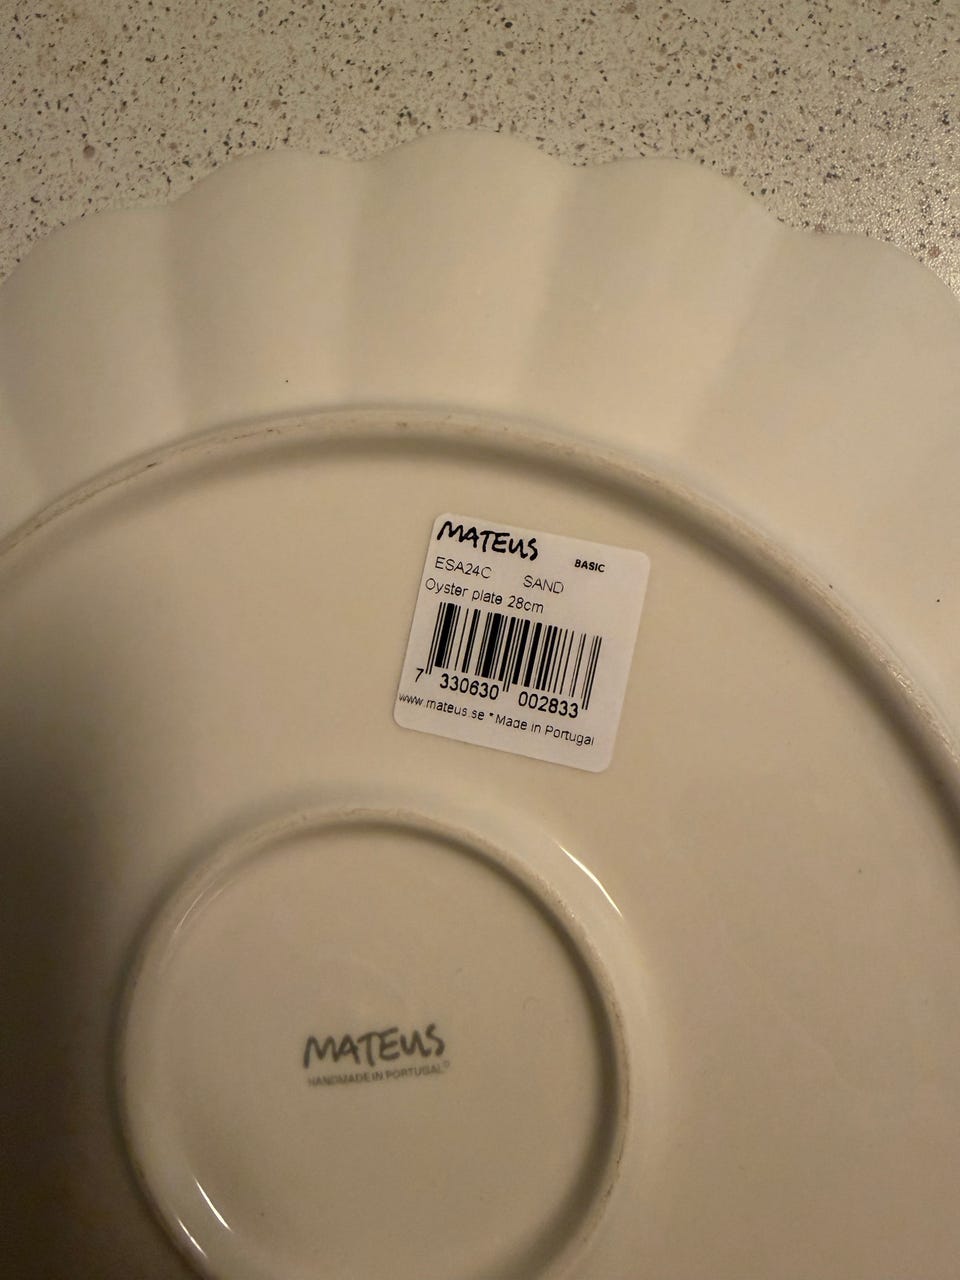 MATEUS BASIC
ESA24C SAND
Oyster plate 28cm
7 330630 002833
www.mateus.se * Made in Portugal
MATEUS
HANDMADE IN PORTUGAL®